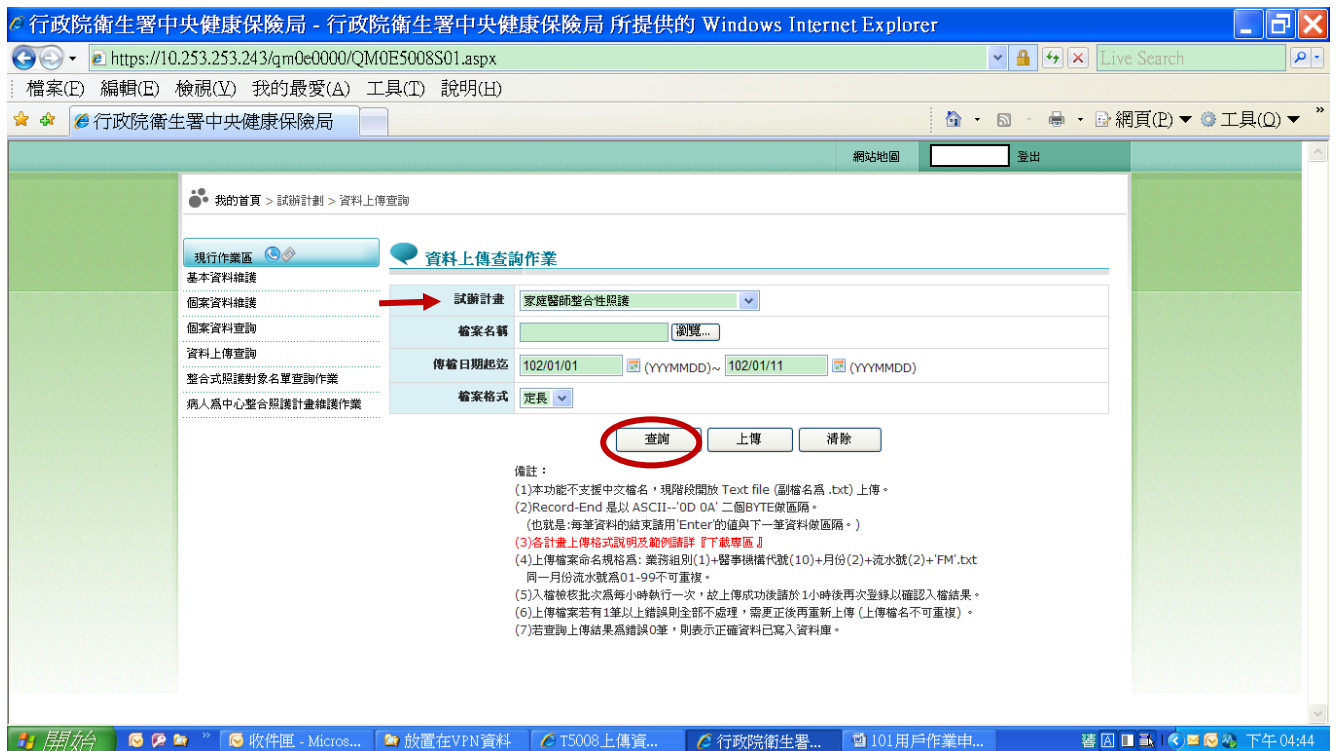 行政院衛生署中央健康保險局 - 行政院衛生署中央健康保險局 所提供的 Windows Internet Explorer
https://10.253.253.243/qm0e0000/QM0E5008S01.aspx
Live Search
檔案(F) 編輯(E) 檢視(V) 我的最愛(A) 工具(T) 說明(H)
行政院衛生署中央健康保險局
網頁(P) 工具(O) »
網站地圖 登出
我的首頁 > 試辦計劃 > 資料上傳查詢
現行作業區
基本資料維護
個案資料維護
個案資料查詢
資料上傳查詢
整合式照護對象名單查詢作業
病人為中心整合照護計畫維護作業
資料上傳查詢作業
試辦計畫 家庭醫師整合性照護
檔案名稱 瀏覽...
傳檔日期起迄 102/01/01 (YYYMMDD)~ 102/01/11 (YYYMMDD)
檔案格式 定長
查詢 上傳 清除
備註：
(1)本功能不支援中文檔名，現階段開放 Text file (副檔名為 .txt) 上傳。
(2)Record-End 是以 ASCII--'0D 0A' 二個BYTE做區隔。
(也就是:每筆資料的結束請用'Enter'的值與下一筆資料做區隔。)
(3)各計畫上傳格式說明及範例請詳『下載專區』
(4)上傳檔案命名規格為: 業務組別(1)+醫事機構代號(10)+月份(2)+流水號(2)+'FM'.txt
同一月份流水號為01-99不可重複。
(5)入檔檢核批次為每小時執行一次，故上傳成功後請於1小時後再次登錄以確認入檔結果。
(6)上傳檔案若有1筆以上錯誤則全部不處理，需更正後再重新上傳 (上傳檔名不可重複) 。
(7)若查詢上傳結果為錯誤0筆，則表示正確資料已寫入資料庫。
開始 » 收件匣 - Micros... 放置在VPN資料 T5008上傳資... 行政院衛生署... 101用戶作業申... 下午 04:44